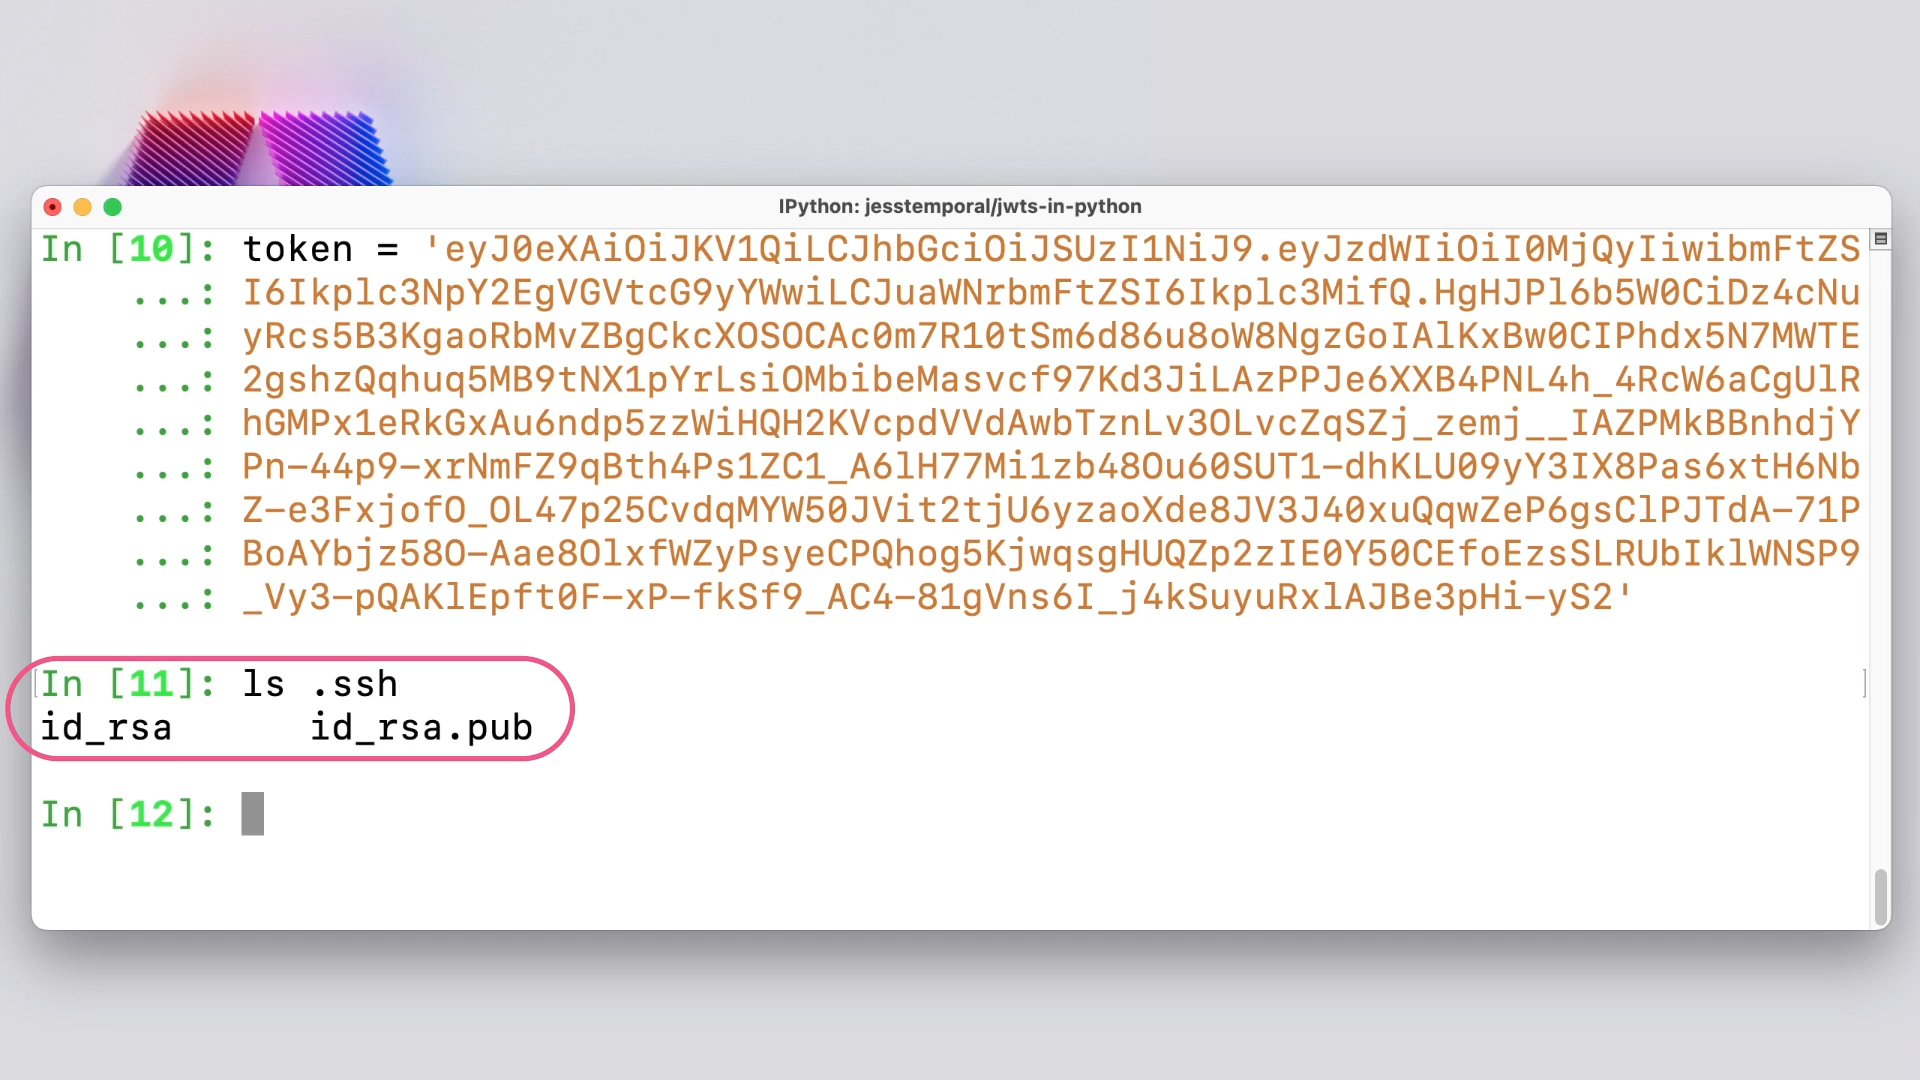 IPython: jesstemporal/jwts-in-python
In [10]: token = 'eyJ0eXAiOiJKV1QiLCJhbGciOiJSUzI1NiJ9.eyJzdWIiOiI0MjQyIiwibmFtZS
...: I6Ikplc3NpY2EgVGVtcG9yYWwiLCJuaWNrbmFtZSI6Ikplc3MifQ.HgHJPl6b5W0CiDz4cNu
...: yRcs5B3KgaoRbMvZBgCkcXOSOCAc0m7R10tSm6d86u8oW8NgzGoIAlKxBw0CIPhdx5N7MWTE
...: 2gshzQqhuq5MB9tNX1pYrLsiOMbibeMasvcf97Kd3JiLAzPPJe6XXB4PNL4h_4RcW6aCgUlR
...: hGMPx1eRkGxAu6ndp5zzWiHQH2KVcpdVVdAwbTznLv3OLvcZqSZj_zemj__IAZPMkBBnhdjY
...: Pn-44p9-xrNmFZ9qBth4Ps1ZC1_A6lH77Mi1zb48Ou60SUT1-dhKLU09yY3IX8Pas6xtH6Nb
...: Z-e3FxjofO_OL47p25CvdqMYW50JVit2tjU6yzaoXde8JV3J40xuQqwZeP6gsClPJTdA-71P
...: BoAYbjz58O-Aae8OlxfWZyPsyeCPQhog5KjwqsgHUQZp2zIE0Y50CEfoEzsSLRUbIklWNSP9
...: _Vy3-pQAKlEpft0F-xP-fkSf9_AC4-81gVns6I_j4kSuyuRxlAJBe3pHi-yS2'
In [11]: ls .ssh
id_rsa id_rsa.pub
In [12]: